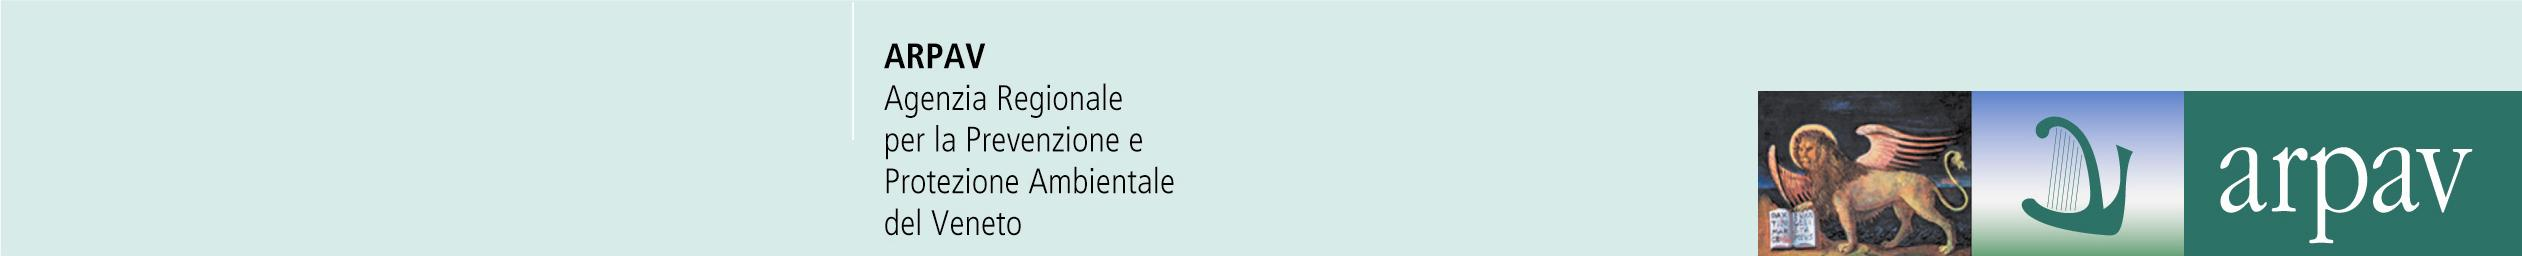 ARPAV
Agenzia Regionale
per la Prevenzione e
Protezione Ambientale
del Veneto
arpav